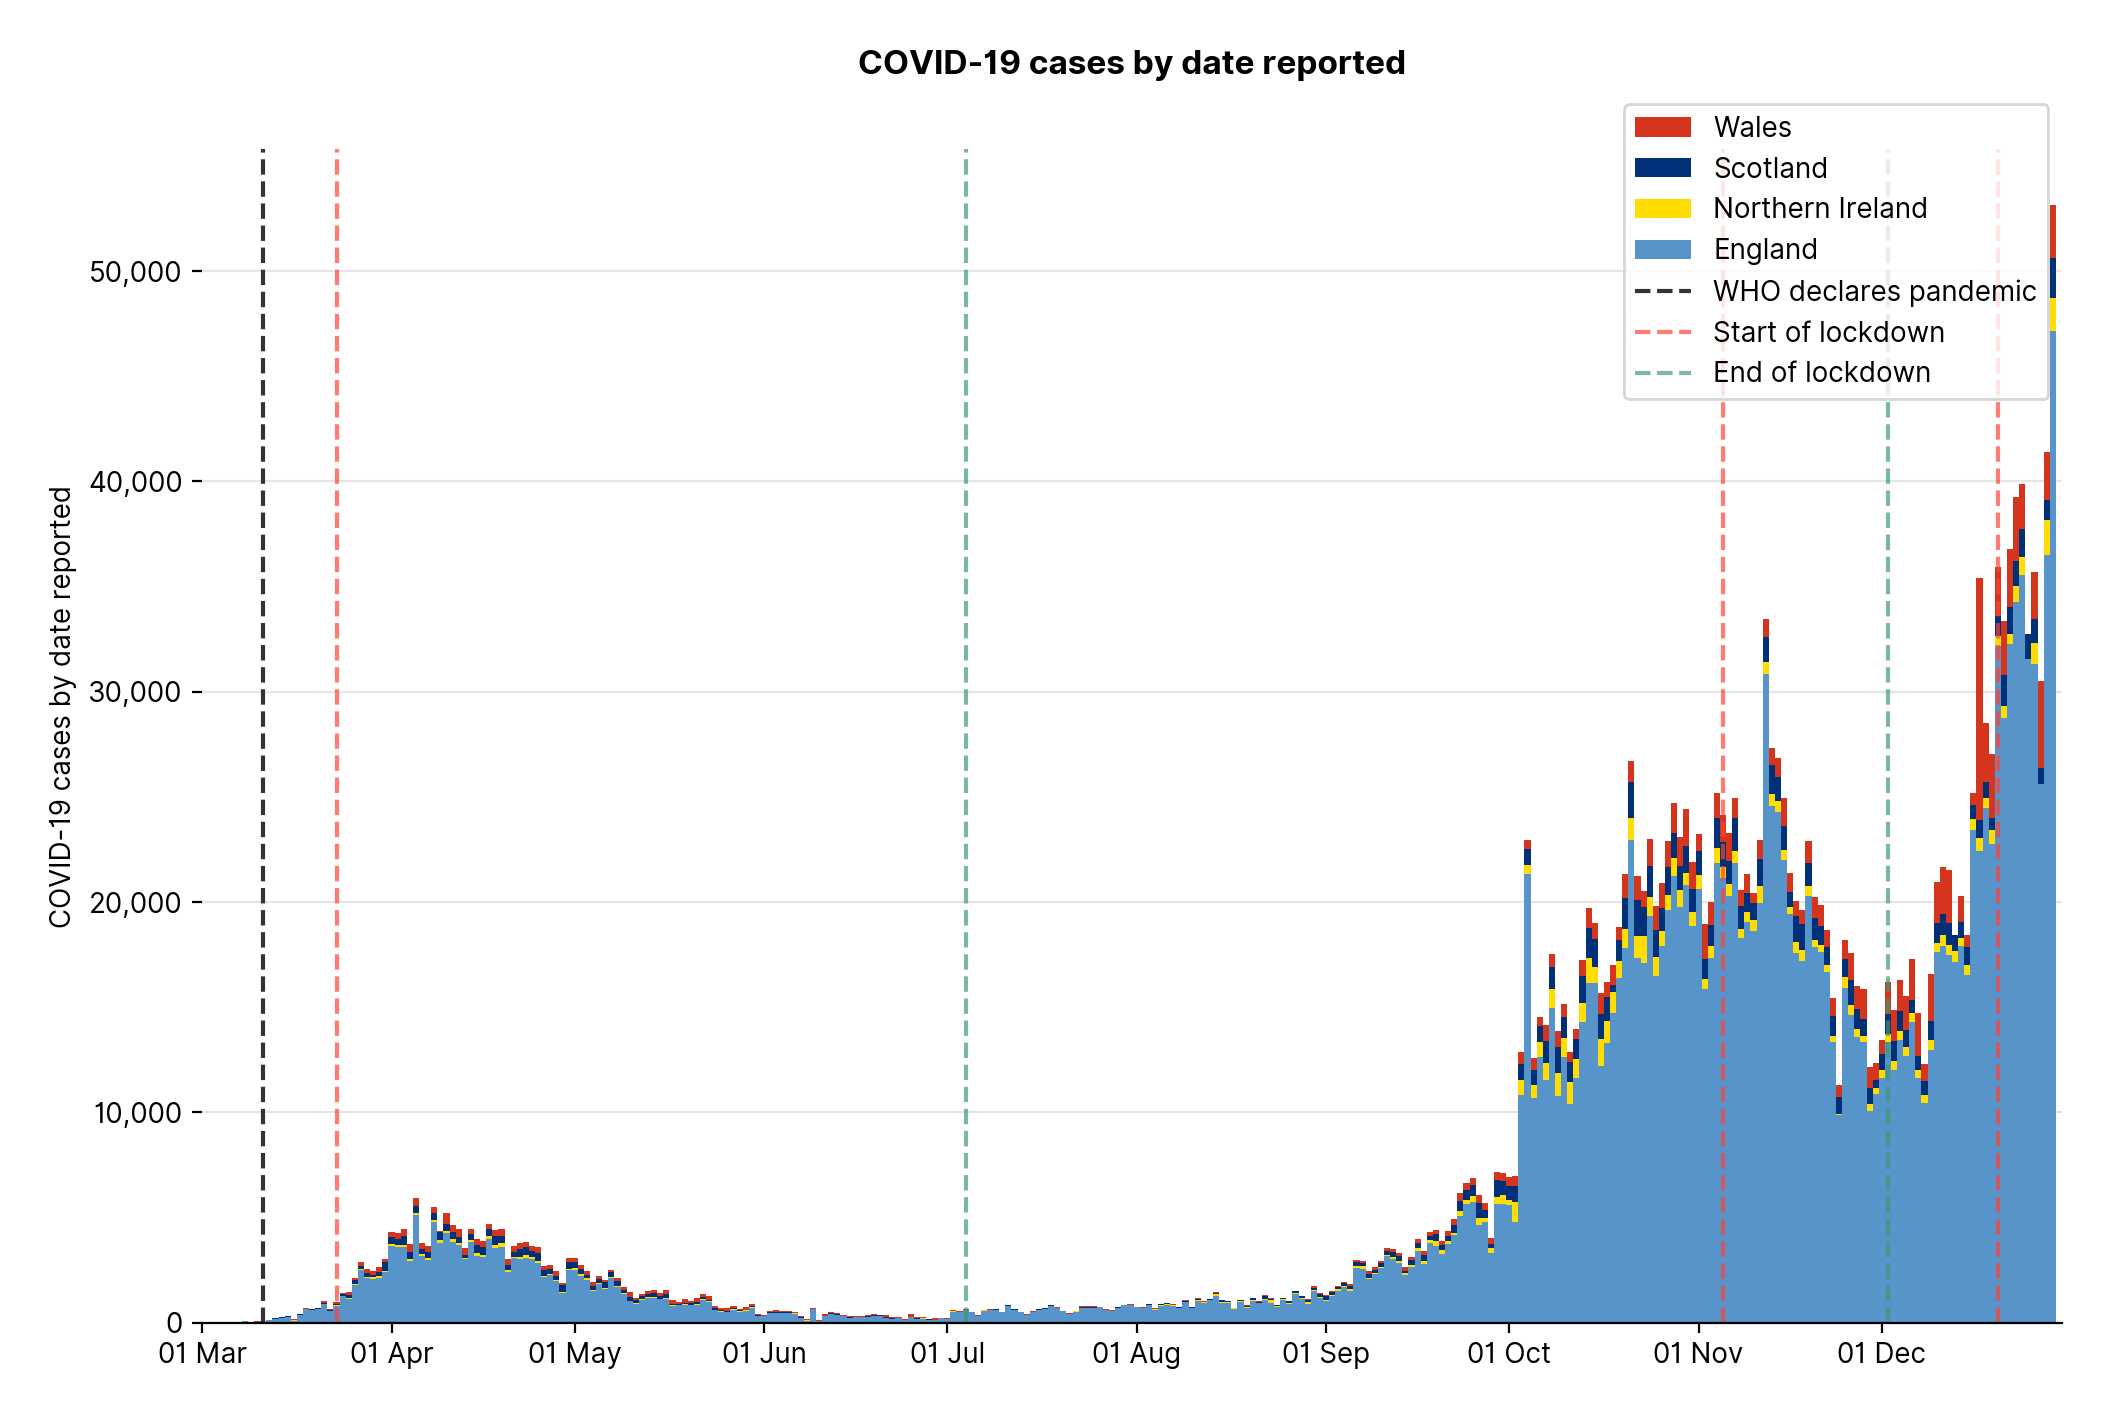 COVID-19 cases by date reported
Wales
Scotland
Northern Ireland
England
WHO declares pandemic
Start of lockdown
End of lockdown
COVID-19 cases by date reported
50,000
40,000
30,000
20,000
10,000
0
01 Mar
01 Apr
01 May
01 Jun
01 Jul
01 Aug
01 Sep
01 Oct
01 Nov
01 Dec